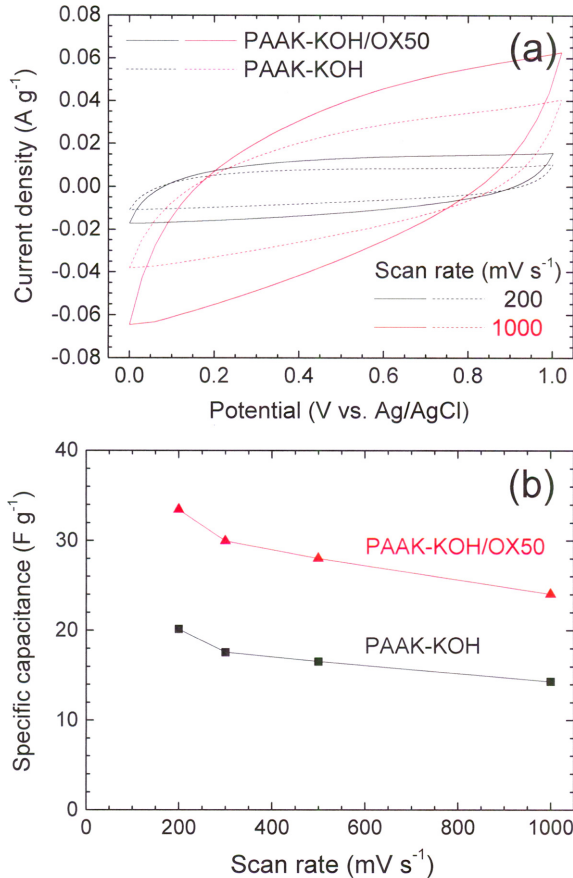 (a)
PAAK-KOH/OX50
PAAK-KOH
Current density (A g⁻¹)
0.08
0.06
0.04
0.02
0.00
-0.02
-0.04
-0.06
-0.08
Scan rate (mV s⁻¹)
200
1000
0.0 0.2 0.4 0.6 0.8 1.0
Potential (V vs. Ag/AgCl)
(b)
Specific capacitance (F g⁻¹)
40
30
20
10
0
PAAK-KOH/OX50
PAAK-KOH
0 200 400 600 800 1000
Scan rate (mV s⁻¹)